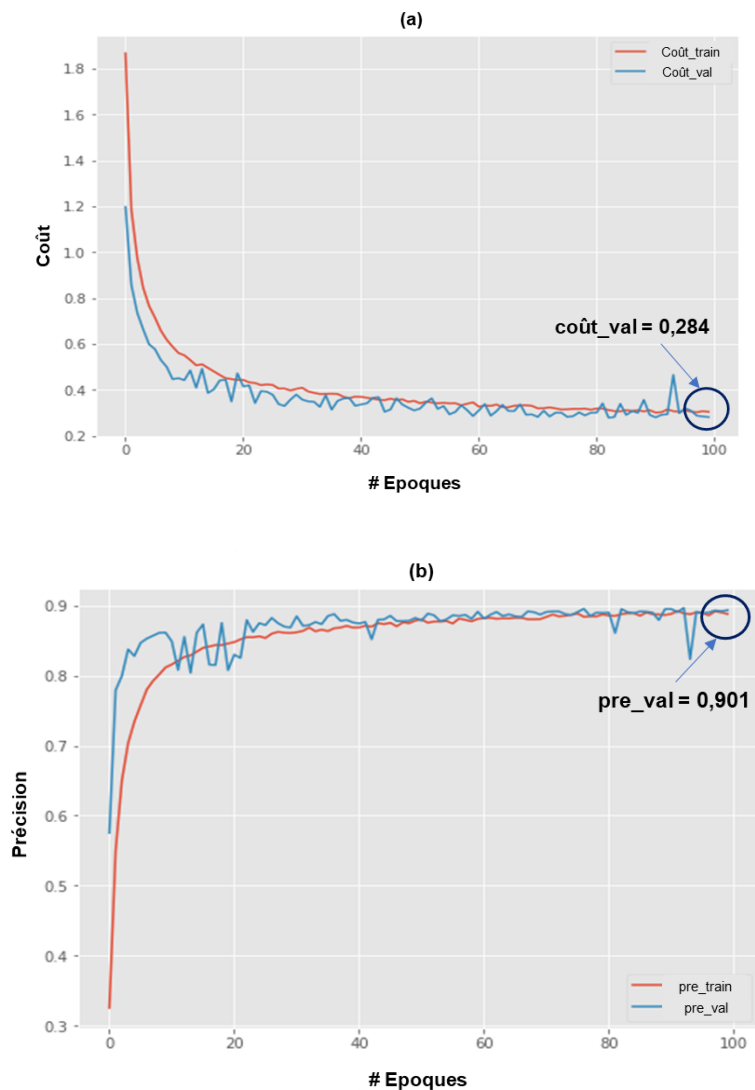 (a)
1.8
1.6
1.4
1.2
1.0
0.8
0.6
0.4
0.2
Coût
Coût_train
Coût_val
coût_val = 0,284
0
20
40
60
80
100
# Epoques
(b)
0.9
0.8
0.7
0.6
0.5
0.4
0.3
Précision
pre_val = 0,901
pre_train
pre_val
0
20
40
60
80
100
# Epoques